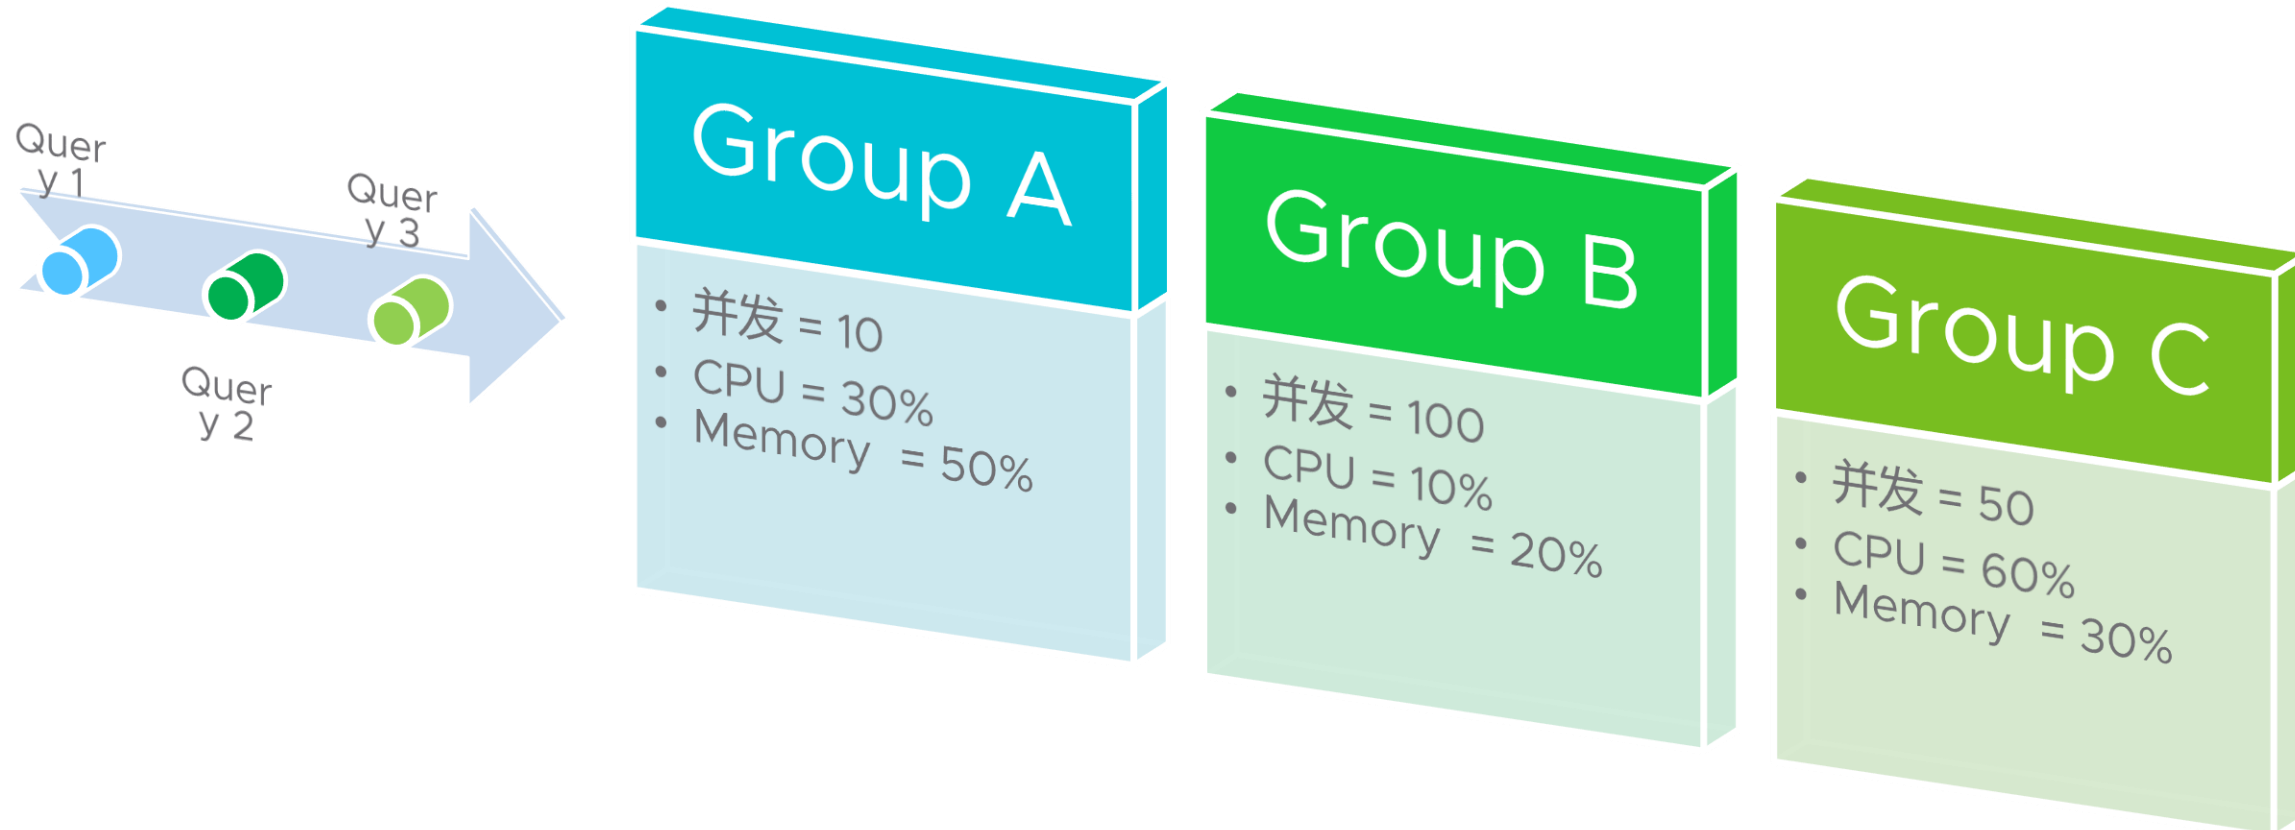 Quer
y 1
Quer
y 2
Quer
y 3
Group A
• 并发 = 10
• CPU = 30%
• Memory = 50%
Group B
• 并发 = 100
• CPU = 10%
• Memory = 20%
Group C
• 并发 = 50
• CPU = 60%
• Memory = 30%